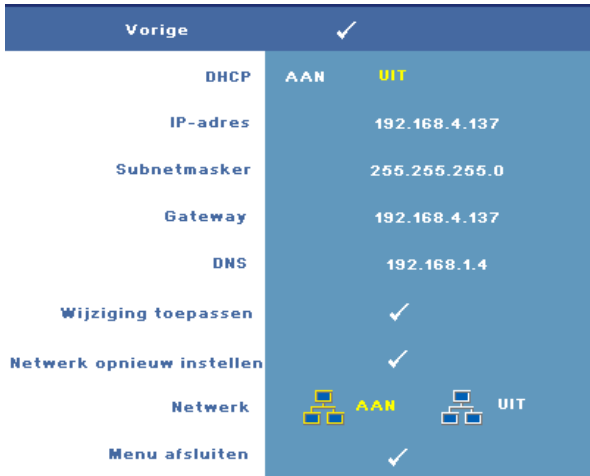 Vorige
DHCP AAN UIT
IP-adres 192.168.4.137
Subnetmasker 255.255.255.0
Gateway 192.168.4.137
DNS 192.168.1.4
Wijziging toepassen
Netwerk opnieuw instellen
Netwerk AAN UIT
Menu afsluiten